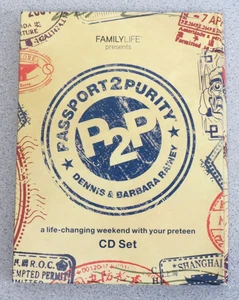 FAMILYLIFE
presents
PASSPORT2PURITY
P2P
DENNIS & BARBARA RAINEY
a life-changing weekend with your preteen
CD Set
SHANGHAI
R.O.C.